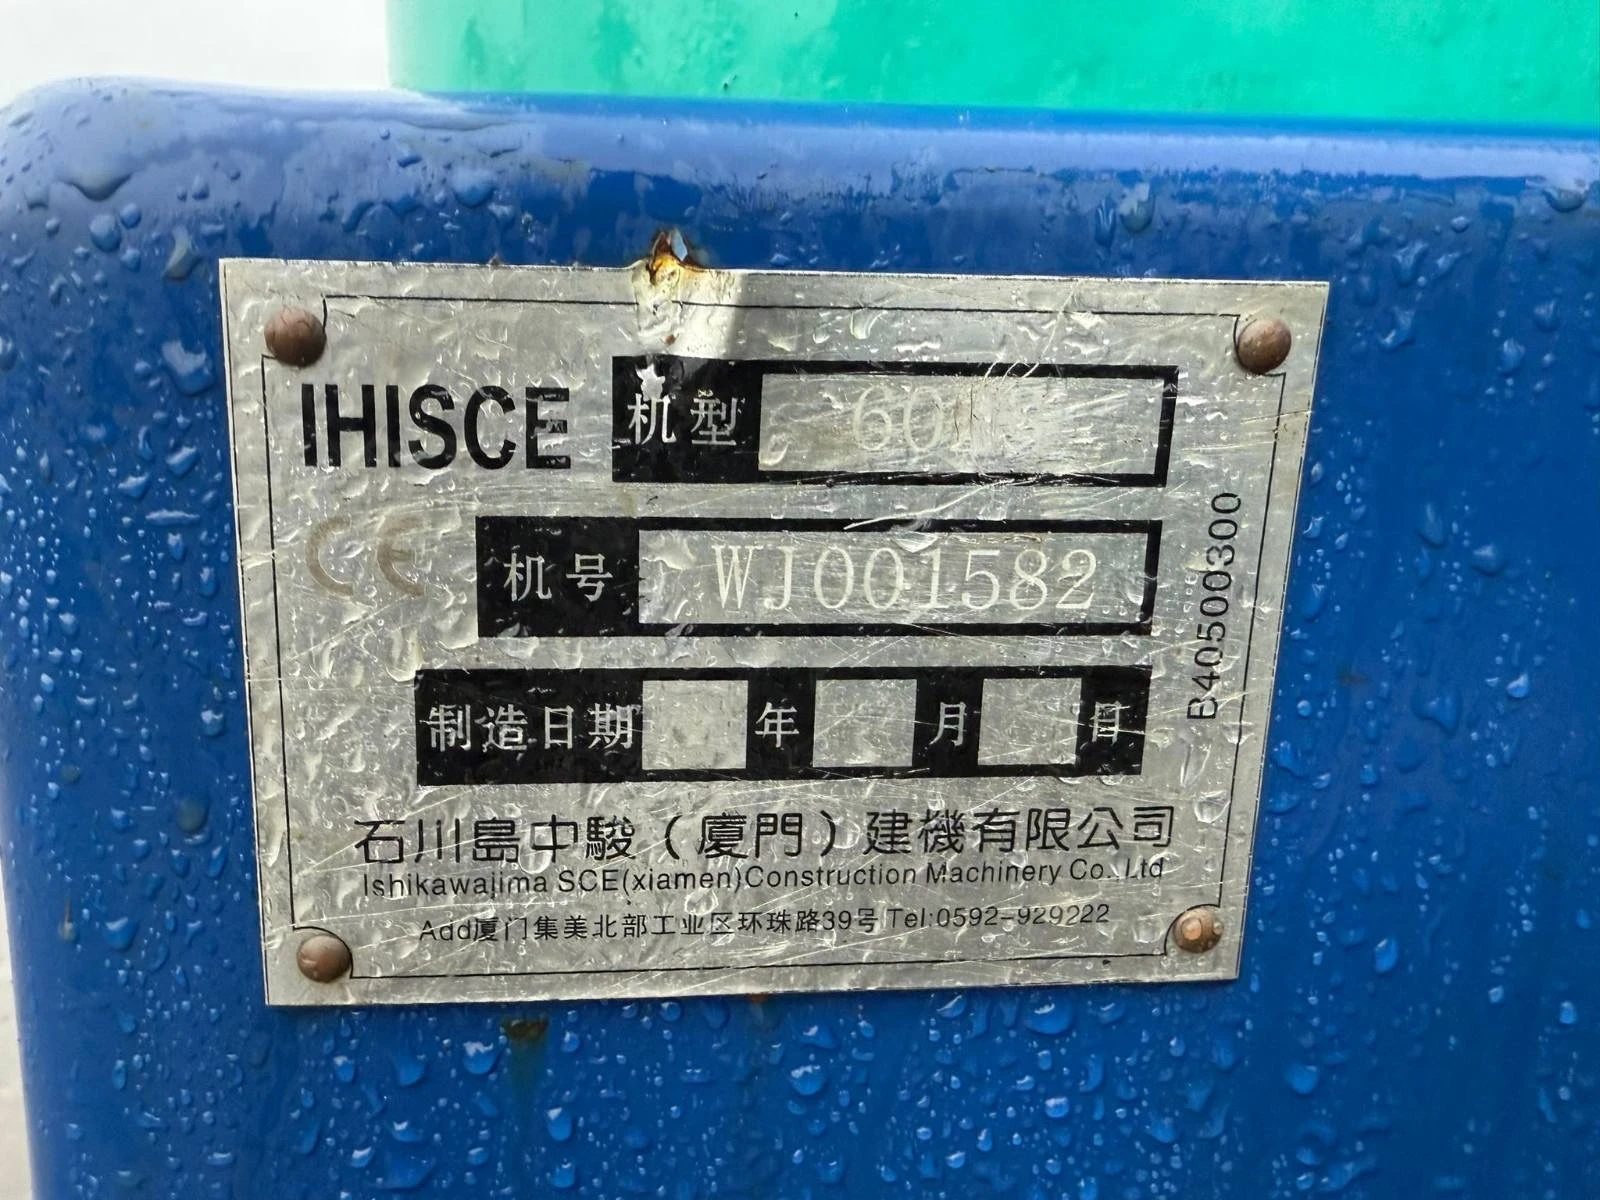 IHISCE
机型 60
CE
机号 WJ001582
制造日期 年 月 日
B40500300
石川島中駿（廈門）建機有限公司
Ishikawajima SCE(xiamen)Construction Machinery Co.,Ltd
Add厦门集美北部工业区环珠路39号 Tel:0592-929222